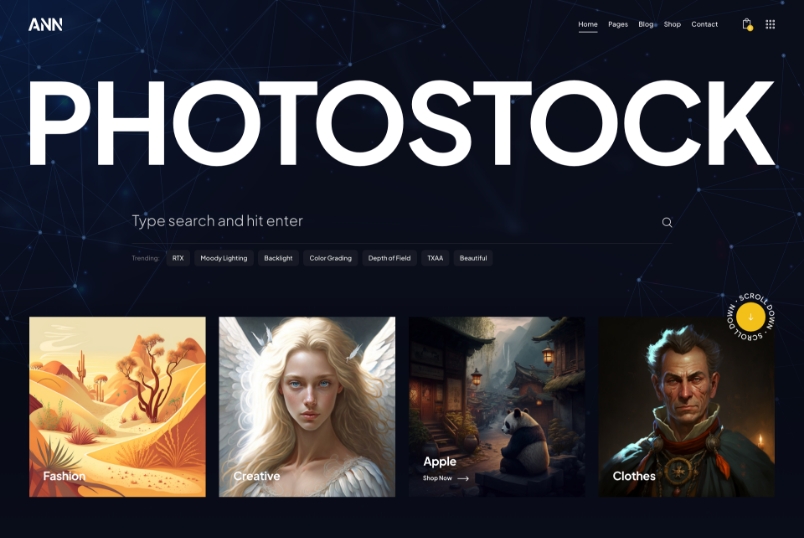 ANN
Home Pages Blog Shop Contact
PHOTOSTOCK
Type search and hit enter
Trending: RTX Moody Lighting Backlight Color Grading Depth of Field TXAA Beautiful
SCROLL DOWN · SCROLL DOWN ·
Fashion
Creative
Apple
Shop Now
Clothes